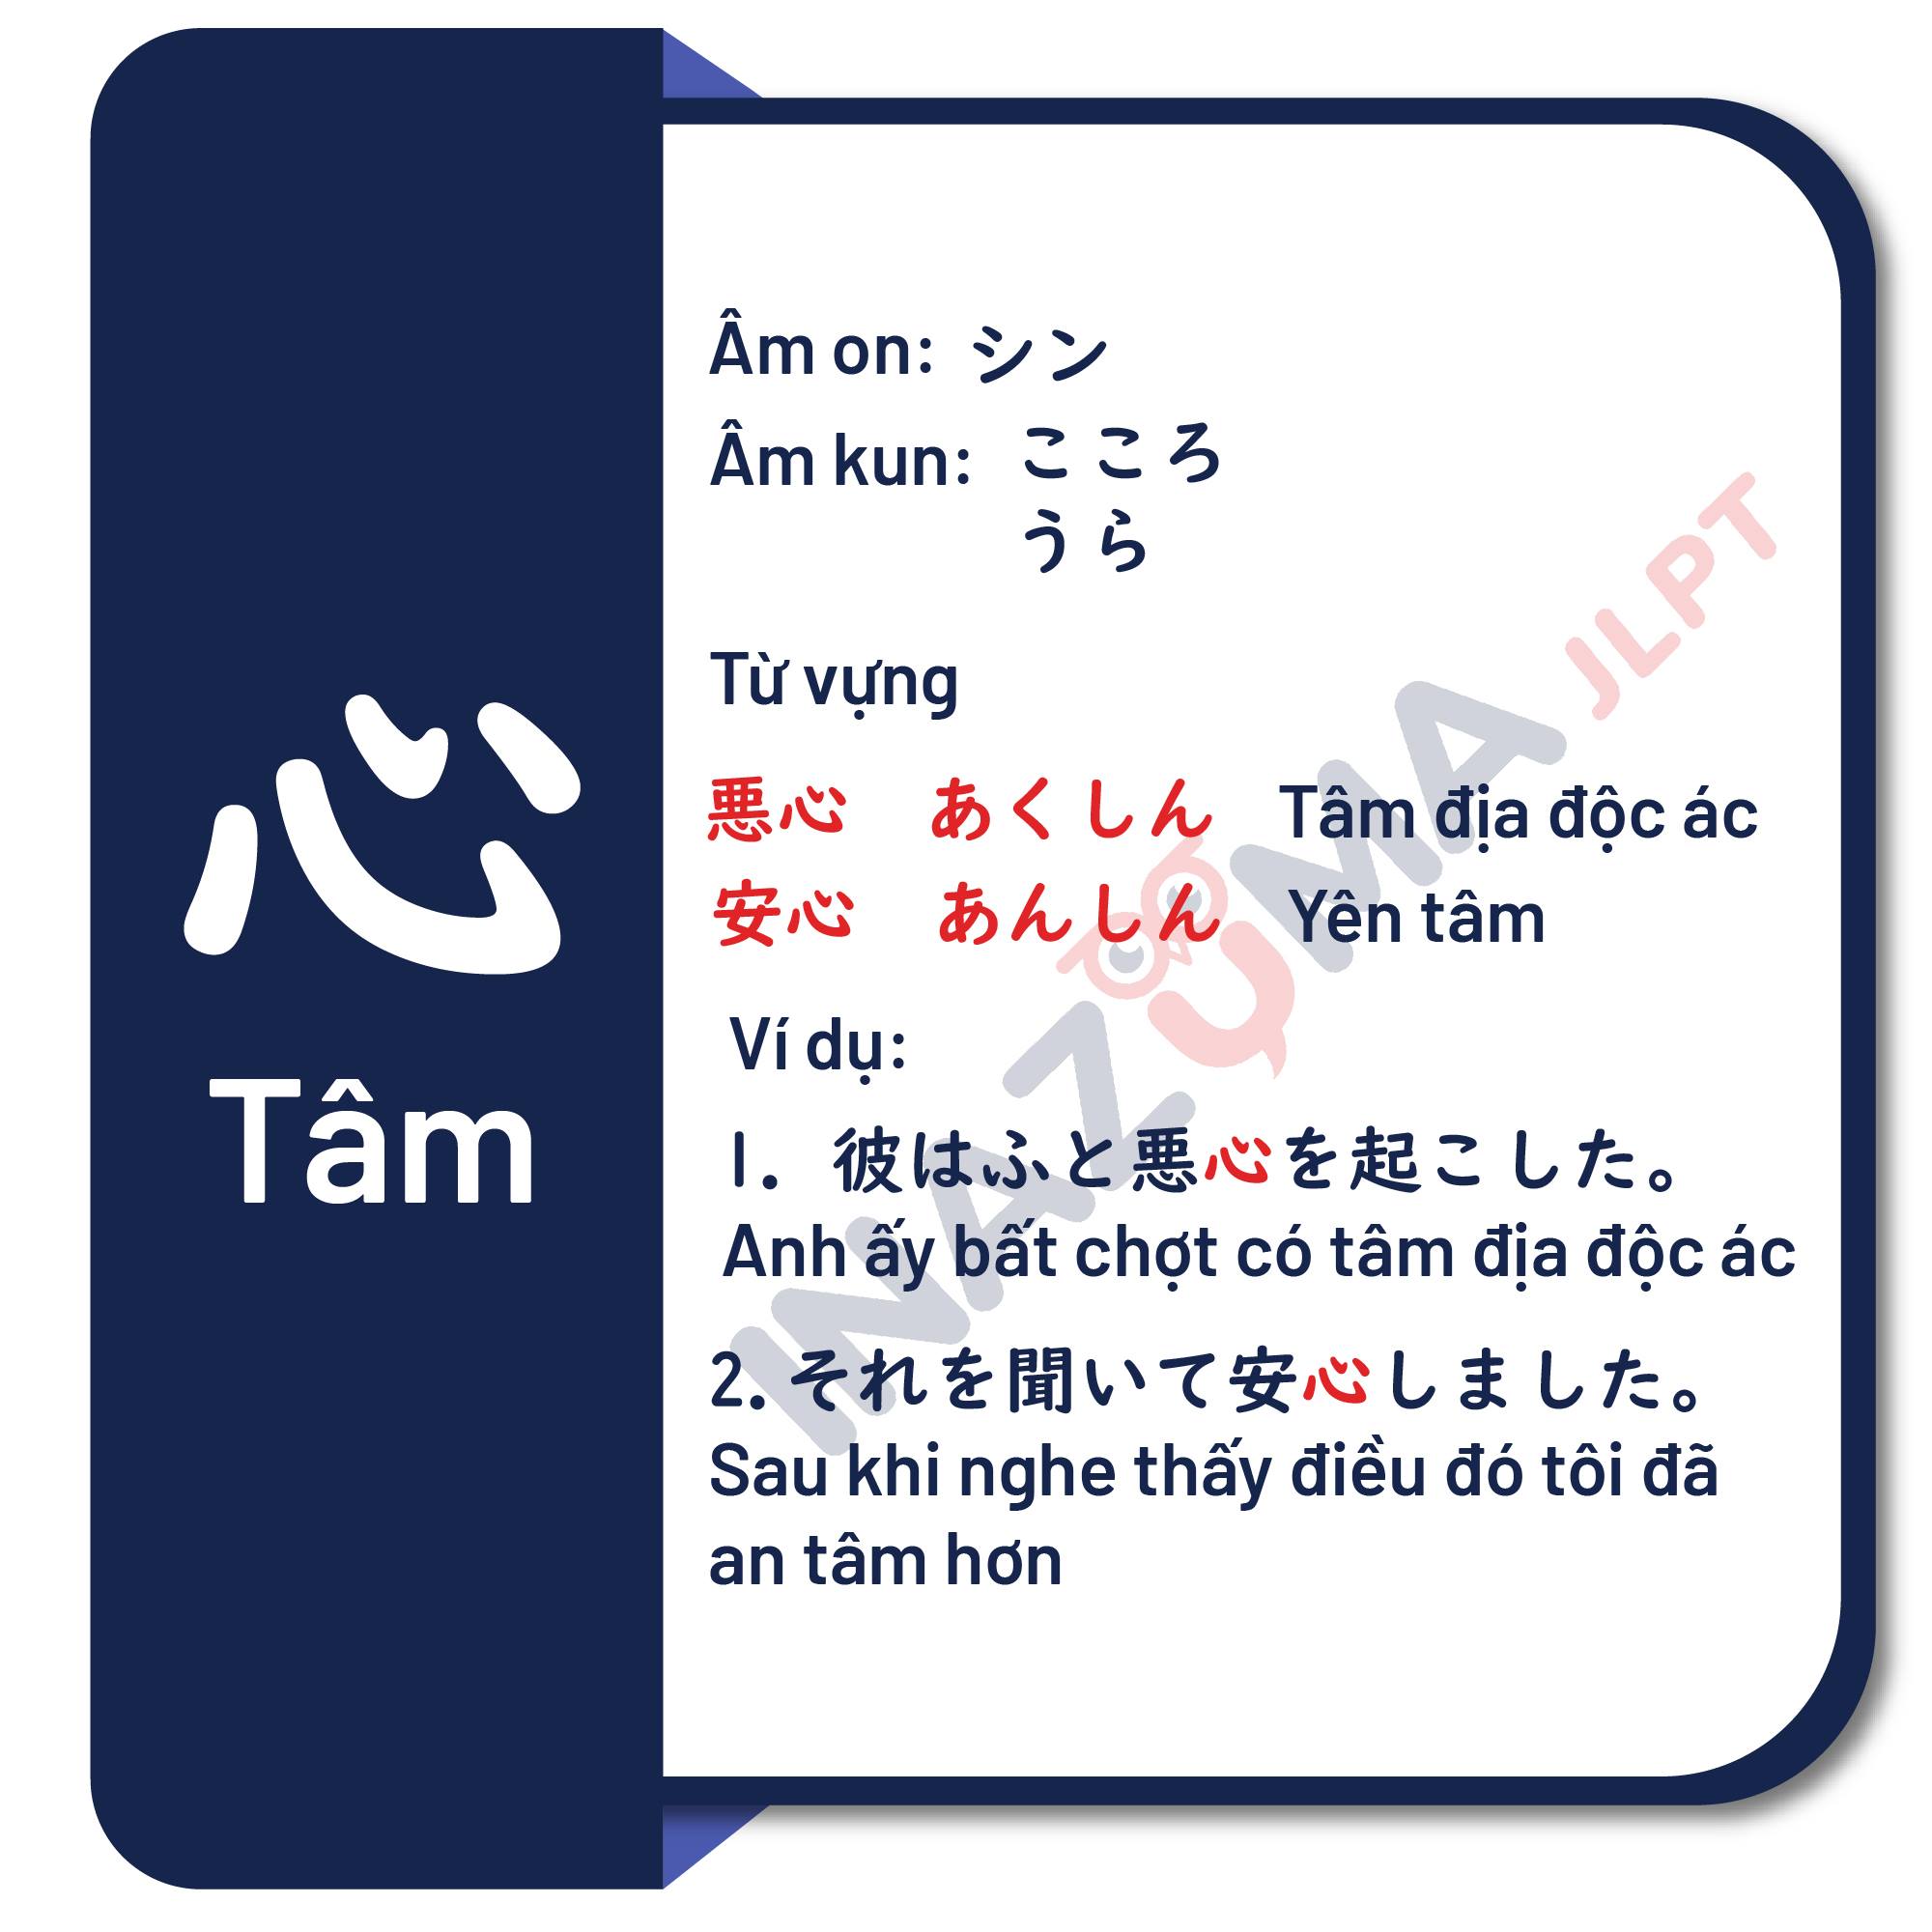 心
Tâm
Âm on: シン
Âm kun: こころ
うら
Từ vựng
悪心 あくしん Tâm địa độc ác
安心 あんしん Yên tâm
Ví dụ:
1. 彼はふと悪心を起こした。
Anh ấy bất chợt có tâm địa độc ác
2. それを聞いて安心しました。
Sau khi nghe thấy điều đó tôi đã
an tâm hơn
INAZUMA JLPT